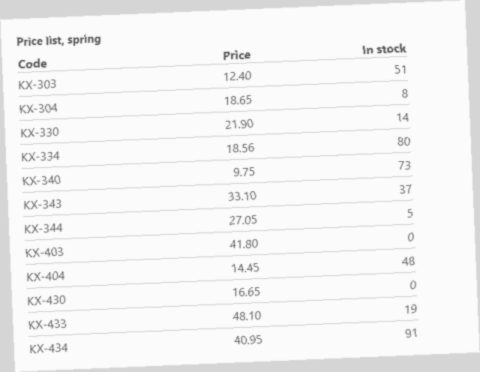 Price list, spring
Code Price In stock
KX-303 12.40 51
KX-304 18.65 8
KX-330 21.90 14
KX-334 18.56 80
KX-340 9.75 73
KX-343 33.10 37
KX-344 27.05 5
KX-403 41.80 0
KX-404 14.45 48
KX-430 16.65 0
KX-433 48.10 19
KX-434 40.95 91